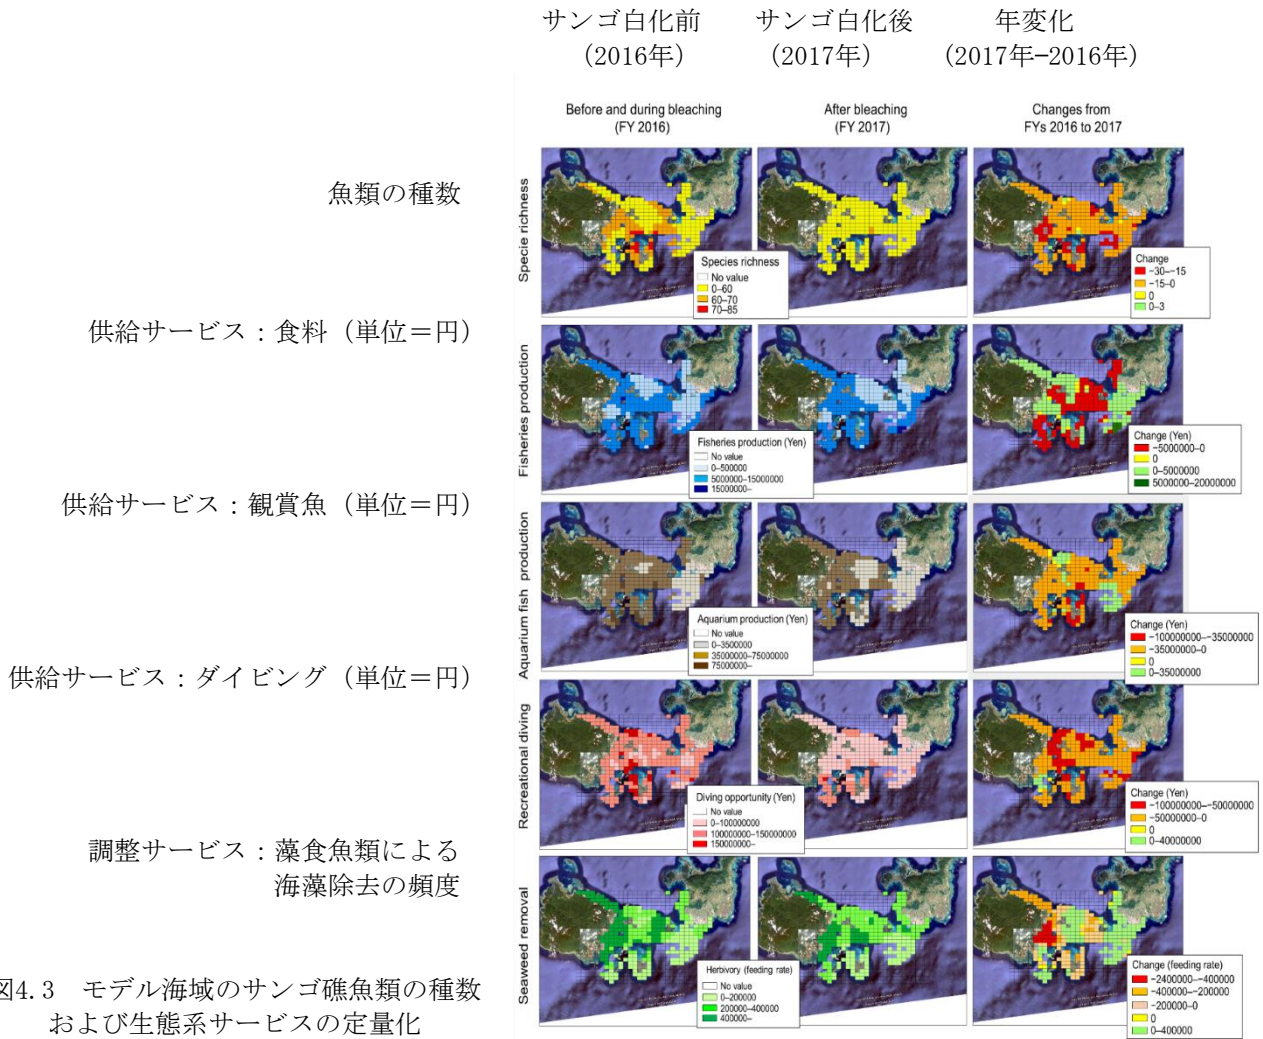 サンゴ白化前
(2016年)
サンゴ白化後
(2017年)
年変化
(2017年-2016年)
Before and during bleaching
(FY 2016)
After bleaching
(FY 2017)
Changes from
FYs 2016 to 2017
魚類の種数
Specie richness
Species richness
No value
0–60
60–70
70–85
Change
−30–−15
−15–0
0
0–3
供給サービス：食料（単位＝円）
Fisheries production
Fisheries production (Yen)
No value
0–500000
5000000–15000000
15000000–
Change (Yen)
−5000000–0
0
0–5000000
5000000–20000000
供給サービス：観賞魚（単位＝円）
Aquarium fish production
Aquarium production (Yen)
No value
0–3500000
35000000–75000000
75000000–
Change (Yen)
−100000000–−35000000
−35000000–0
0
0–35000000
供給サービス：ダイビング（単位＝円）
Recreational diving
Diving opportunity (Yen)
No value
0–100000000
100000000–150000000
150000000–
Change (Yen)
−100000000–−50000000
−50000000–0
0
0–40000000
調整サービス：藻食魚類による
海藻除去の頻度
Seaweed removal
Herbivory (feeding rate)
No value
0–200000
200000–400000
400000–
Change (feeding rate)
−2400000–−400000
−400000–−200000
−200000–0
0
0–400000
図4.3　モデル海域のサンゴ礁魚類の種数
および生態系サービスの定量化